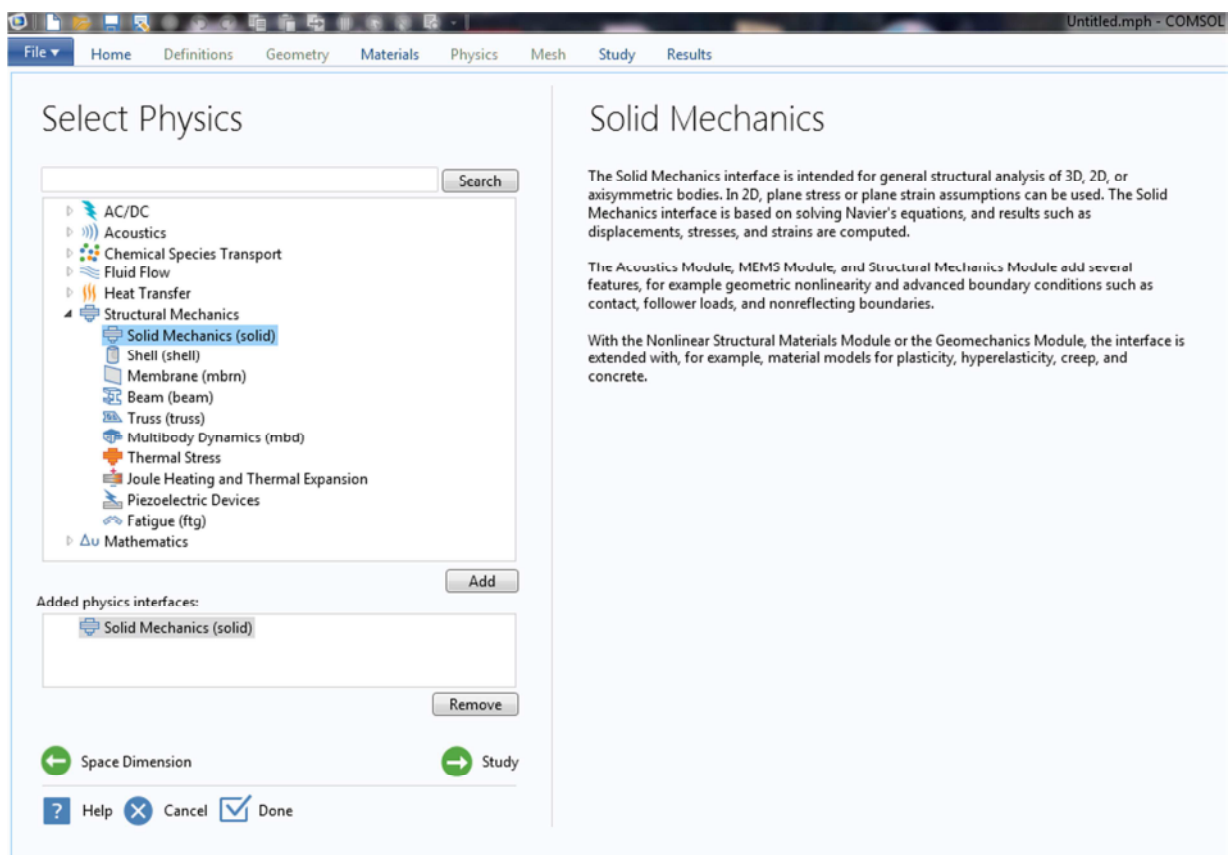 Untitled.mph - COMSOL
File Home Definitions Geometry Materials Physics Mesh Study Results
Select Physics
Search
AC/DC
Acoustics
Chemical Species Transport
Fluid Flow
Heat Transfer
Structural Mechanics
Solid Mechanics (solid)
Shell (shell)
Membrane (mbrn)
Beam (beam)
Truss (truss)
Multibody Dynamics (mbd)
Thermal Stress
Joule Heating and Thermal Expansion
Piezoelectric Devices
Fatigue (ftg)
Δu Mathematics
Add
Added physics interfaces:
Solid Mechanics (solid)
Remove
Space Dimension
Study
? Help Cancel Done
Solid Mechanics
The Solid Mechanics interface is intended for general structural analysis of 3D, 2D, or
axisymmetric bodies. In 2D, plane stress or plane strain assumptions can be used. The Solid
Mechanics interface is based on solving Navier's equations, and results such as
displacements, stresses, and strains are computed.
The Acoustics Module, MEMS Module, and Structural Mechanics Module add several
features, for example geometric nonlinearity and advanced boundary conditions such as
contact, follower loads, and nonreflecting boundaries.
With the Nonlinear Structural Materials Module or the Geomechanics Module, the interface is
extended with, for example, material models for plasticity, hyperelasticity, creep, and
concrete.